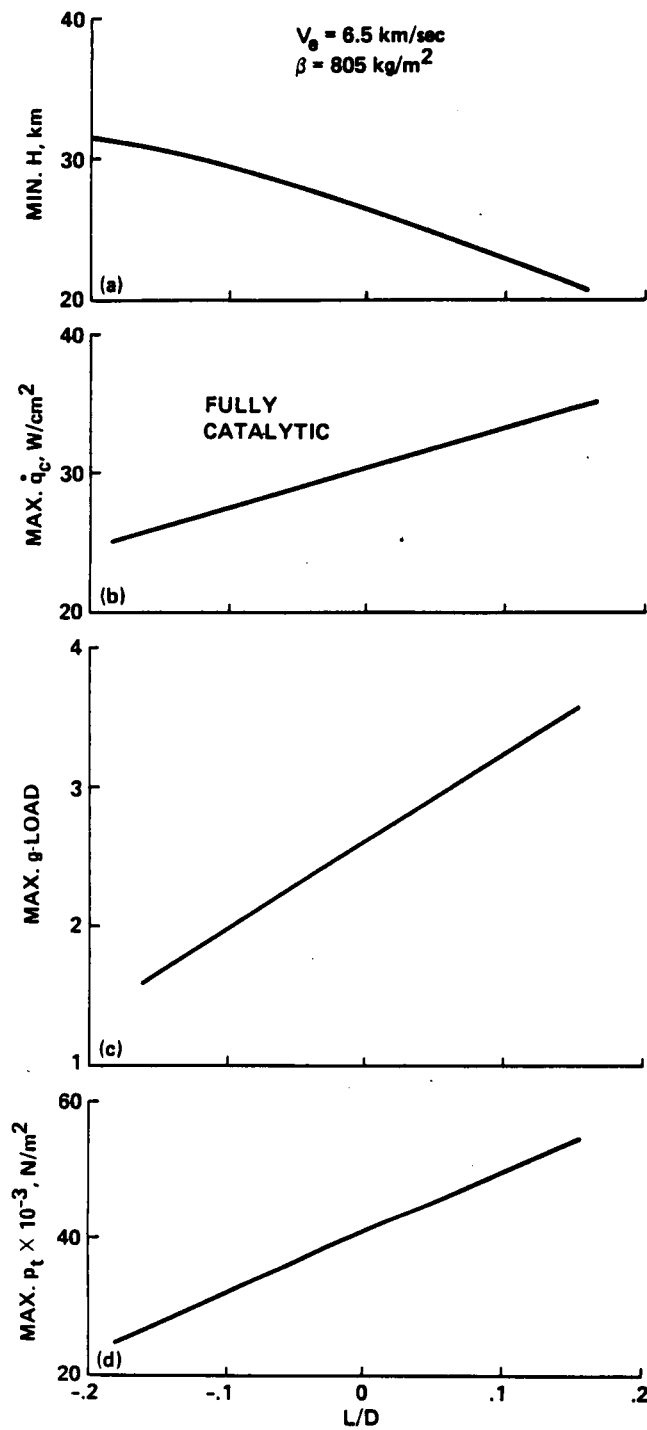 V_e = 6.5 km/sec
β = 805 kg/m²
40
30
20
MIN. H, km
(a)
40
30
20
MAX. q̇_c, W/cm²
FULLY
CATALYTIC
(b)
4
3
2
1
MAX. g-LOAD
(c)
60
40
20
MAX. p_t × 10⁻³, N/m²
(d)
-.2 -.1 0 .1 .2
L/D